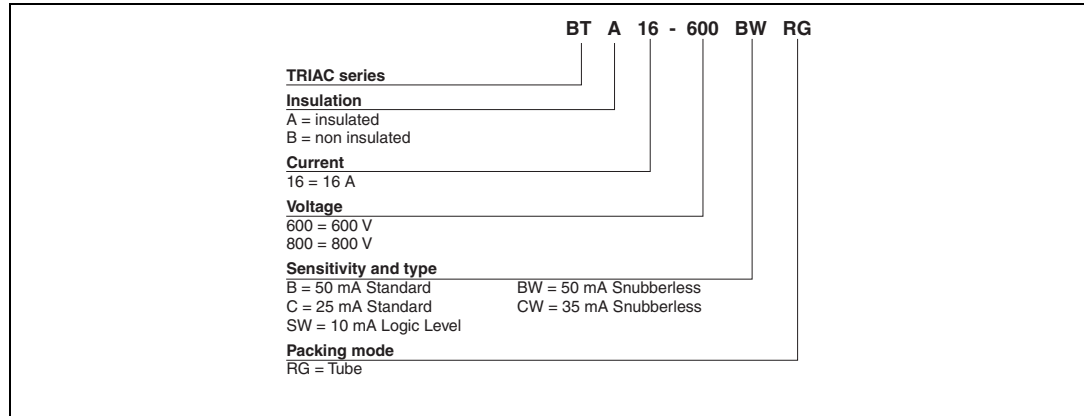 BT A 16 - 600 BW RG
TRIAC series
Insulation
A = insulated
B = non insulated
Current
16 = 16 A
Voltage
600 = 600 V
800 = 800 V
Sensitivity and type
B = 50 mA Standard BW = 50 mA Snubberless
C = 25 mA Standard CW = 35 mA Snubberless
SW = 10 mA Logic Level
Packing mode
RG = Tube